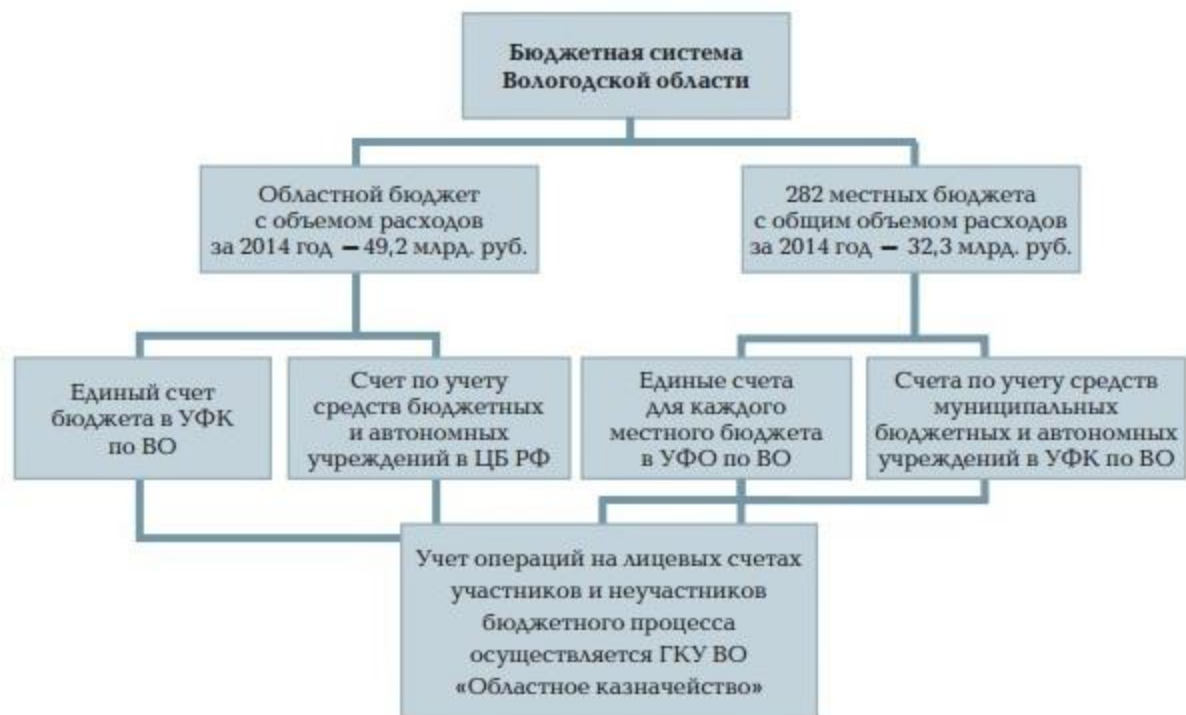 Бюджетная система
Вологодской области
Областной бюджет
с объемом расходов
за 2014 год – 49,2 млрд. руб.
282 местных бюджета
с общим объемом расходов
за 2014 год – 32,3 млрд. руб.
Единый счет
бюджета в УФК
по ВО
Счет по учету
средств бюджетных
и автономных
учреждений в ЦБ РФ
Единые счета
для каждого
местного бюджета
в УФО по ВО
Счета по учету средств
муниципальных
бюджетных и автономных
учреждений в УФК по ВО
Учет операций на лицевых счетах
участников и неучастников
бюджетного процесса
осуществляется ГКУ ВО
«Областное казначейство»